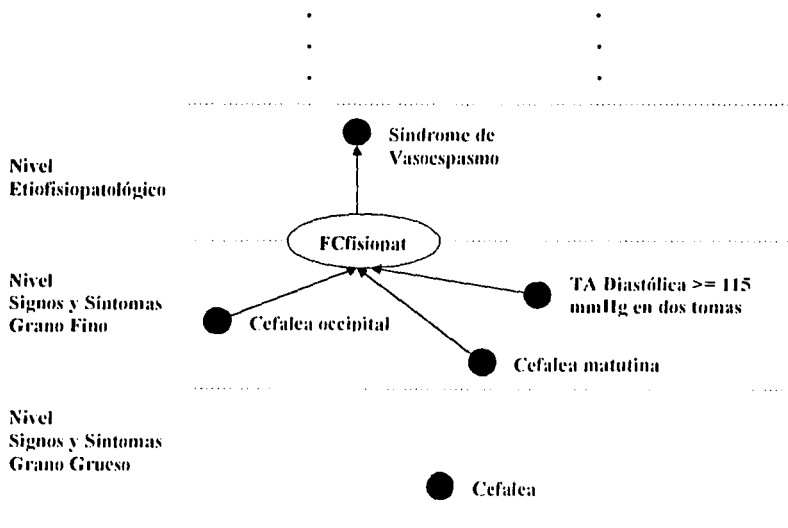 Síndrome de
Vasoespasmo
Nivel
Etiofisiopatológico
FCfisiopat
Nivel
Signos y Síntomas
Grano Fino
TA Diastólica >= 115
mmHg en dos tomas
Cefalea occipital
Cefalea matutina
Nivel
Signos y Síntomas
Grano Grueso
Cefalea